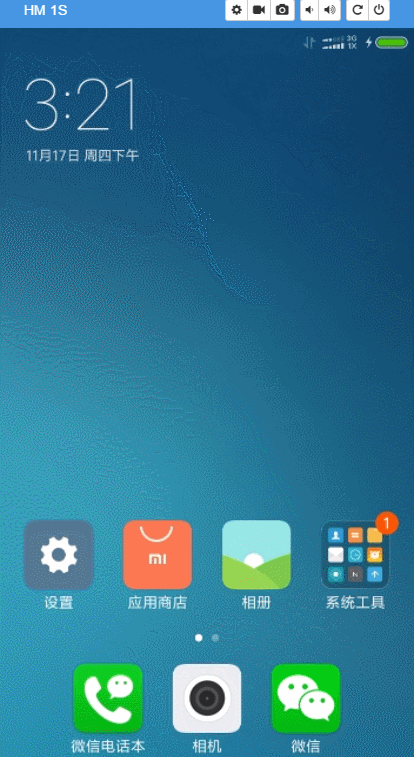 HM 1S
3G
1X
3:21
11月17日 周四下午
mi
1
设置
应用商店
相册
系统工具
微信电话本
相机
微信